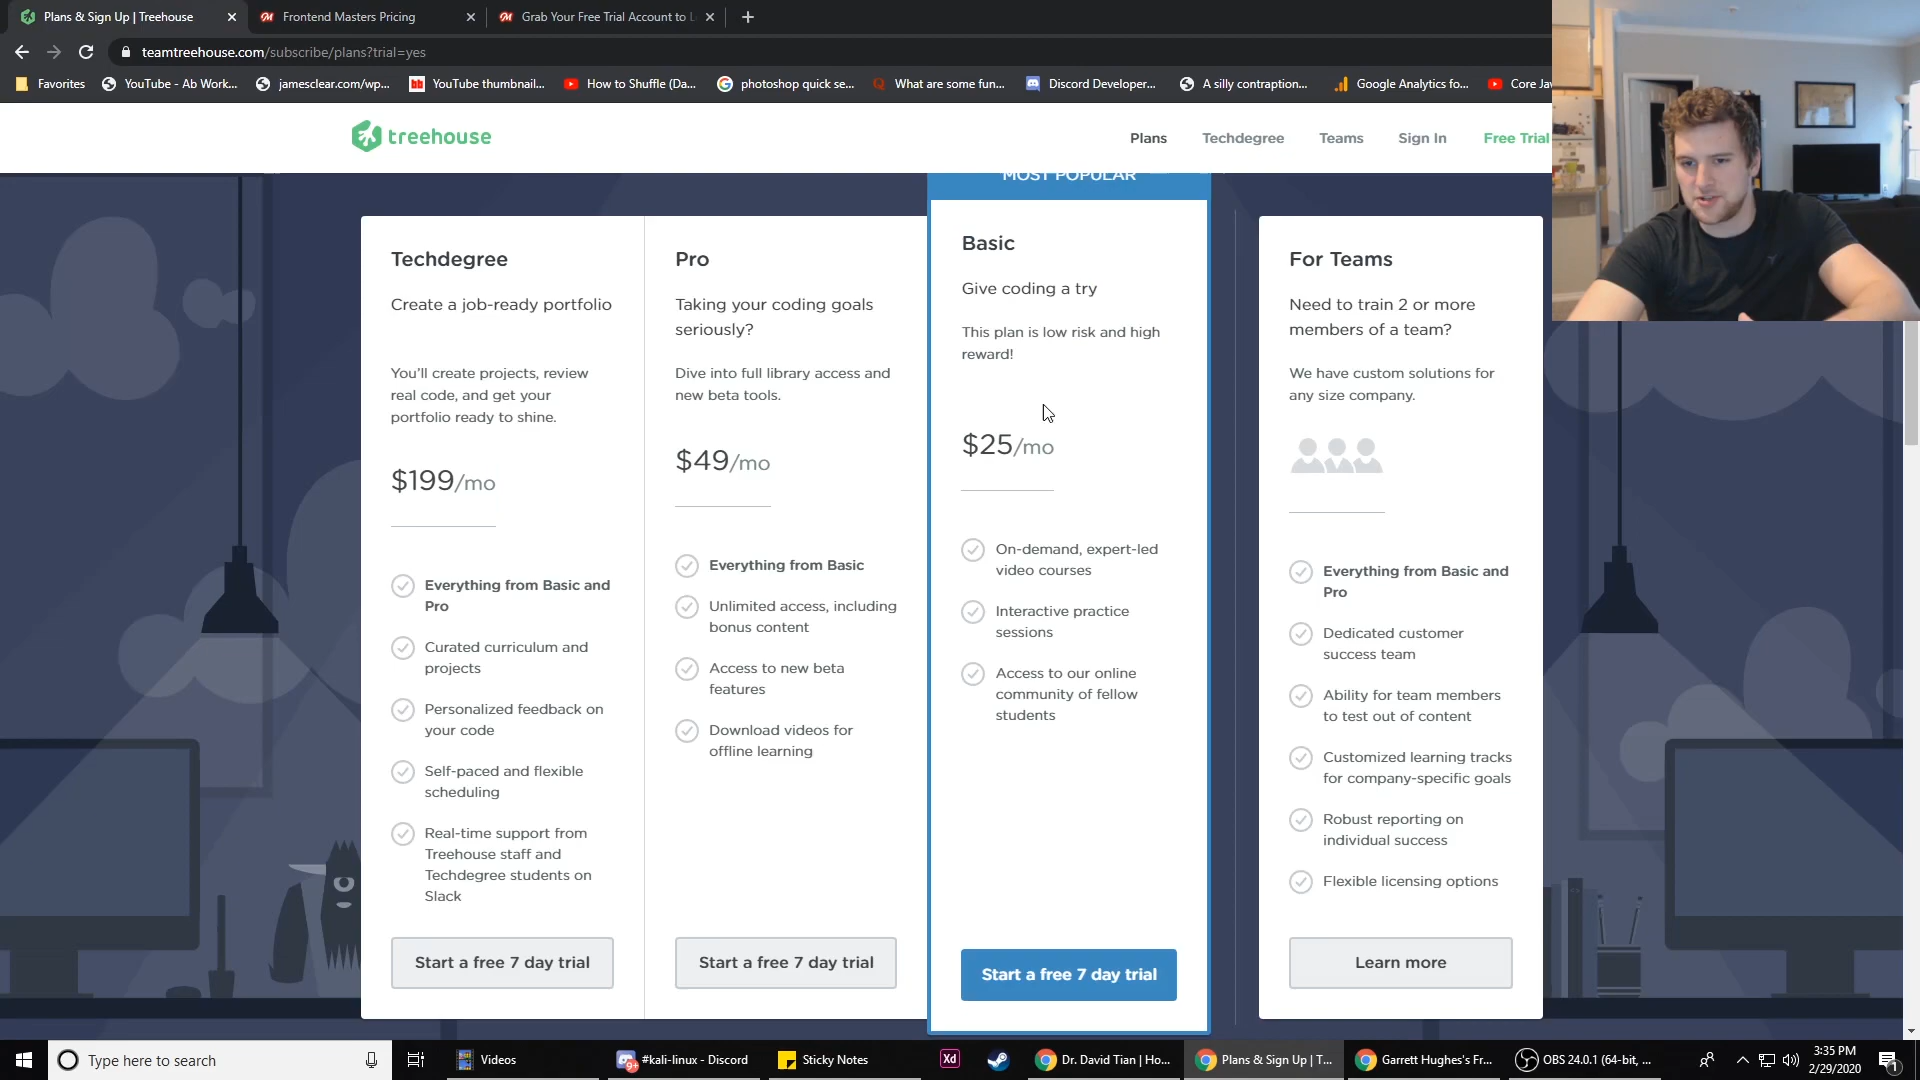 Plans & Sign Up | Treehouse
Frontend Masters Pricing
Grab Your Free Trial Account to L
teamtreehouse.com/subscribe/plans?trial=yes
Favorites
YouTube - Ab Work...
jamesclear.com/wp...
YouTube thumbnail...
How to Shuffle (Da...
photoshop quick se...
What are some fun...
Discord Developer...
A silly contraption...
Google Analytics fo...
Core Ja
treehouse
Plans
Techdegree
Teams
Sign In
Free Trial
Techdegree
Create a job-ready portfolio
You'll create projects, review
real code, and get your
portfolio ready to shine.
$199/mo
Everything from Basic and
Pro
Curated curriculum and
projects
Personalized feedback on
your code
Self-paced and flexible
scheduling
Real-time support from
Treehouse staff and
Techdegree students on
Slack
Start a free 7 day trial
Pro
Taking your coding goals
seriously?
Dive into full library access and
new beta tools.
$49/mo
Everything from Basic
Unlimited access, including
bonus content
Access to new beta
features
Download videos for
offline learning
Start a free 7 day trial
MOST POPULAR
Basic
Give coding a try
This plan is low risk and high
reward!
$25/mo
On-demand, expert-led
video courses
Interactive practice
sessions
Access to our online
community of fellow
students
Start a free 7 day trial
For Teams
Need to train 2 or more
members of a team?
We have custom solutions for
any size company.
Everything from Basic and
Pro
Dedicated customer
success team
Ability for team members
to test out of content
Customized learning tracks
for company-specific goals
Robust reporting on
individual success
Flexible licensing options
Learn more
Type here to search
Videos
9+
#kali-linux - Discord
Sticky Notes
Xd
Dr. David Tian | Ho...
Plans & Sign Up | T...
Garrett Hughes's Fr...
OBS 24.0.1 (64-bit, ...
3:35 PM
2/29/2020
1